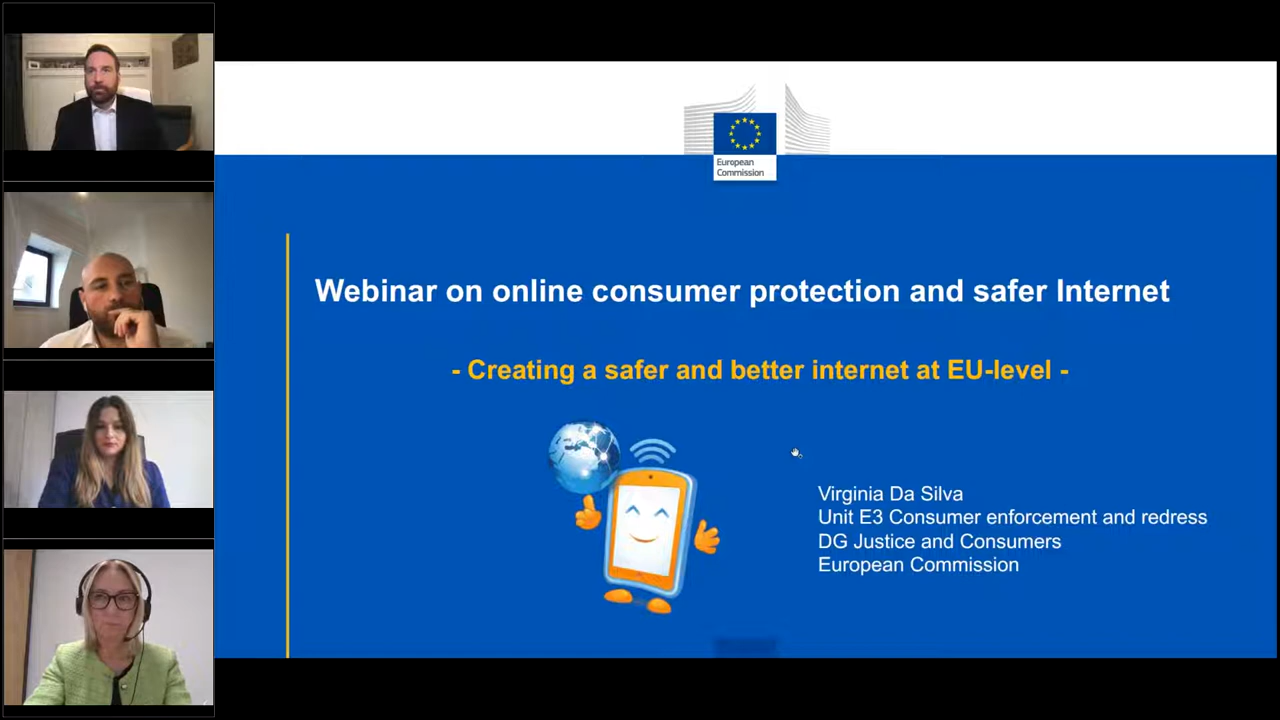 European
Commission
Webinar on online consumer protection and safer Internet
- Creating a safer and better internet at EU-level -
Virginia Da Silva
Unit E3 Consumer enforcement and redress
DG Justice and Consumers
European Commission